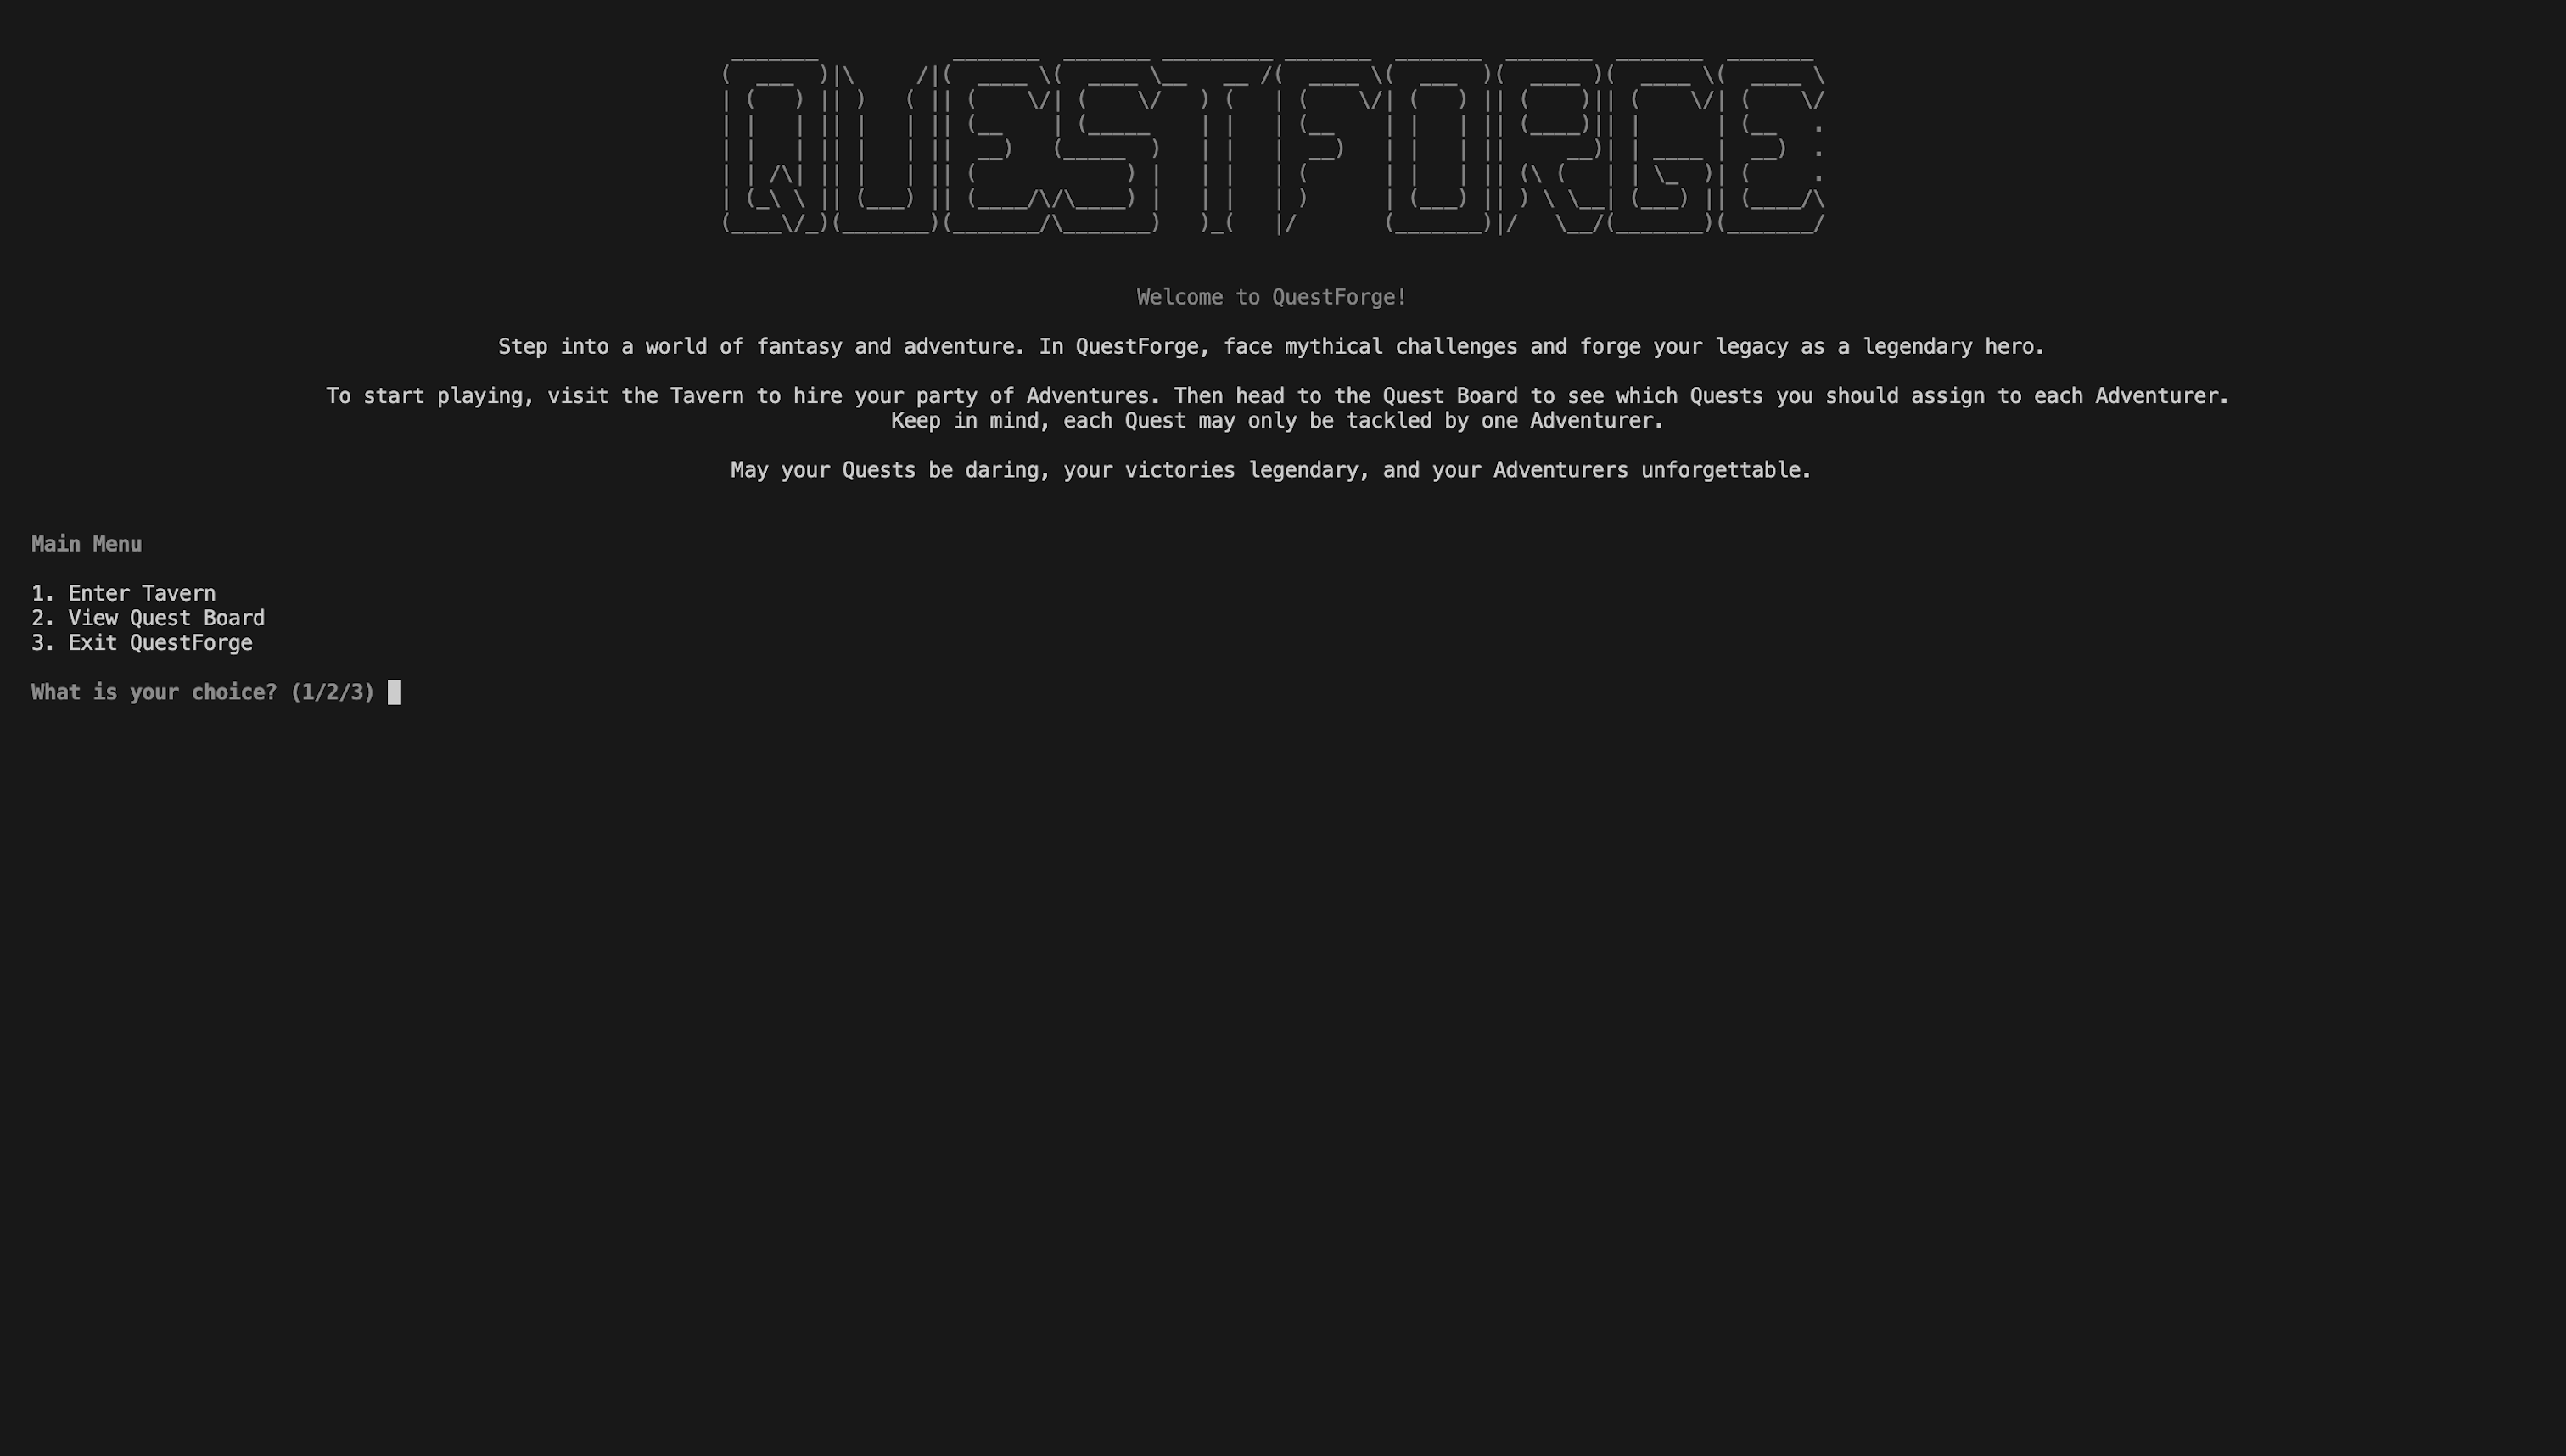 QUESTFORGE
Welcome to QuestForge!
Step into a world of fantasy and adventure. In QuestForge, face mythical challenges and forge your legacy as a legendary hero.
To start playing, visit the Tavern to hire your party of Adventures. Then head to the Quest Board to see which Quests you should assign to each Adventurer.
Keep in mind, each Quest may only be tackled by one Adventurer.
May your Quests be daring, your victories legendary, and your Adventurers unforgettable.
Main Menu
1. Enter Tavern
2. View Quest Board
3. Exit QuestForge
What is your choice? (1/2/3)